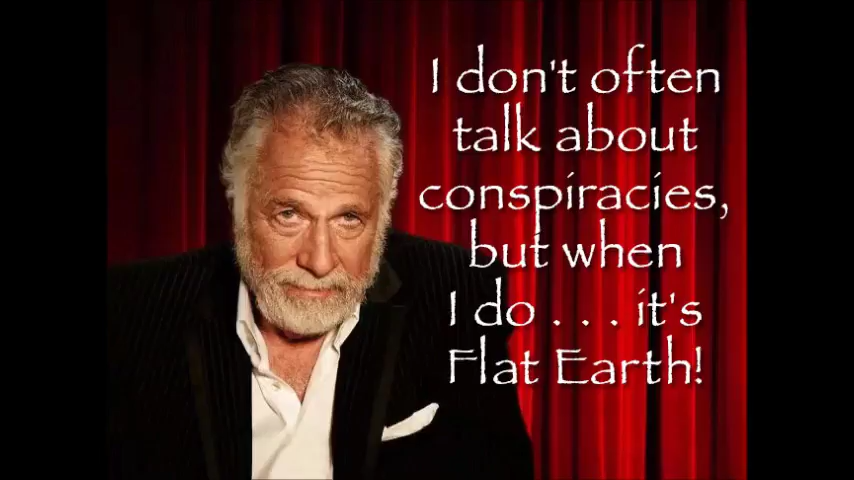 I don't often
talk about
conspiracies,
but when
I do . . . it's
Flat Earth!